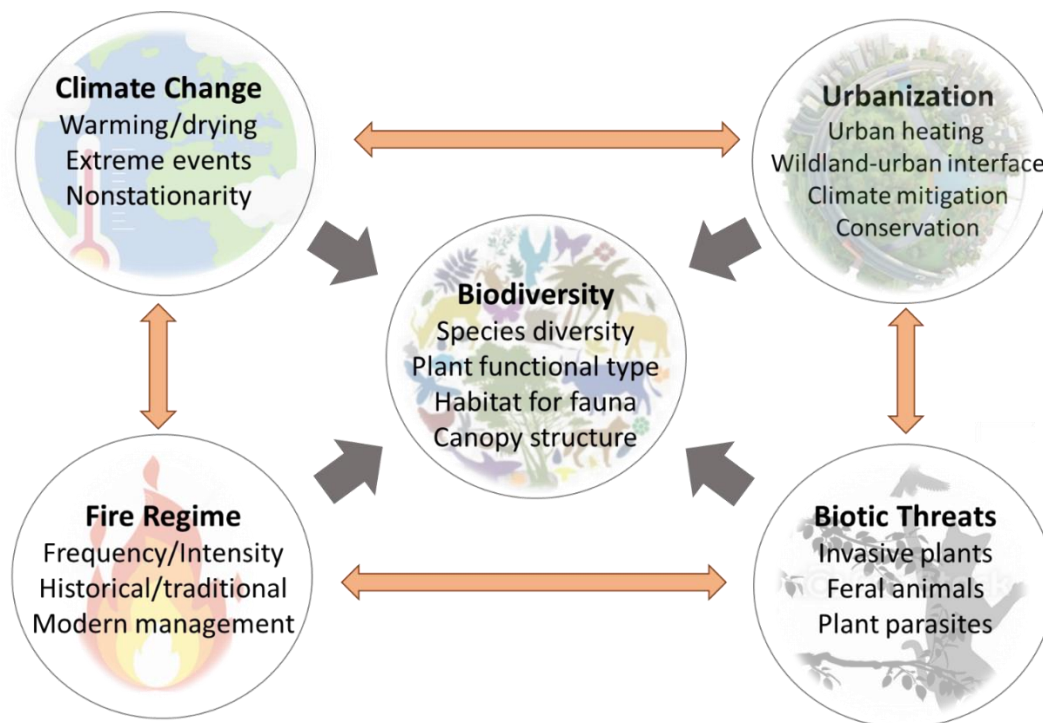 Climate Change
Warming/drying
Extreme events
Nonstationarity
Urbanization
Urban heating
Wildland-urban interface
Climate mitigation
Conservation
Biodiversity
Species diversity
Plant functional type
Habitat for fauna
Canopy structure
Fire Regime
Frequency/Intensity
Historical/traditional
Modern management
Biotic Threats
Invasive plants
Feral animals
Plant parasites